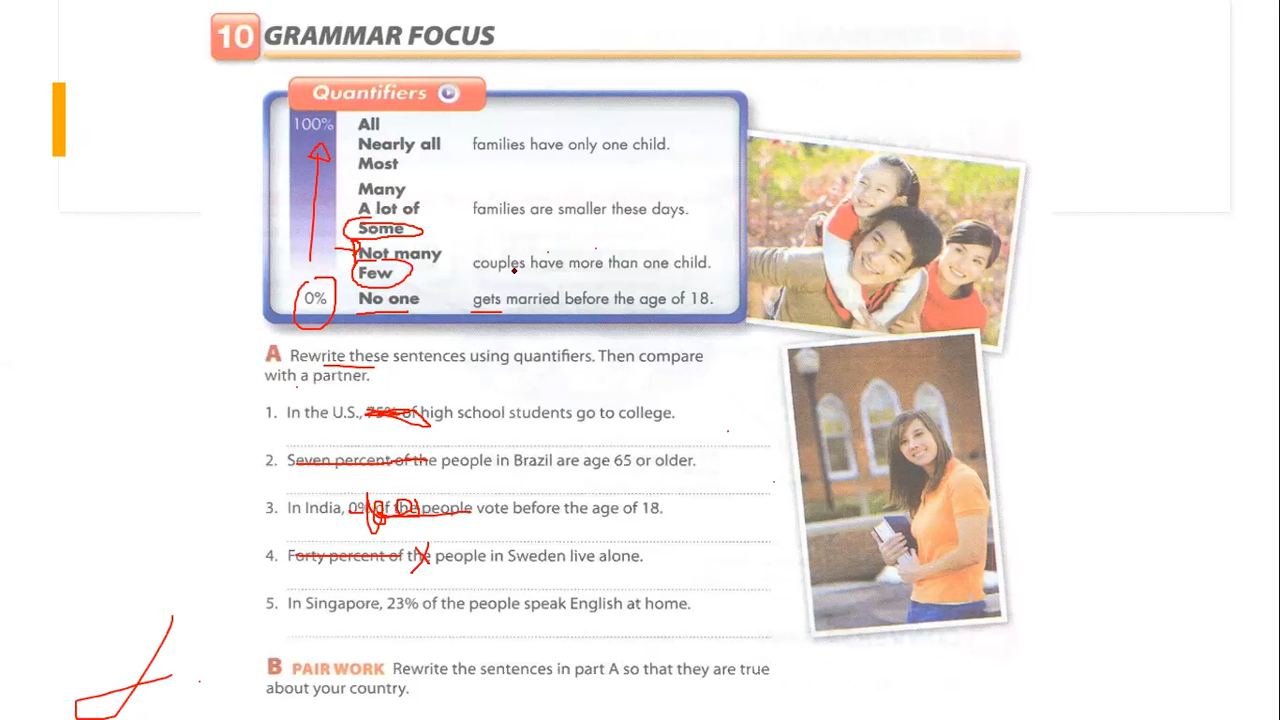 10 GRAMMAR FOCUS
Quantifiers
100% All
Nearly all families have only one child.
Most
Many
A lot of families are smaller these days.
Some
Not many
Few couples have more than one child.
0% No one gets married before the age of 18.
A Rewrite these sentences using quantifiers. Then compare
with a partner.
1. In the U.S., 75% of high school students go to college.
2. Seven percent of the people in Brazil are age 65 or older.
3. In India, 0% of the people vote before the age of 18.
4. Forty percent of the people in Sweden live alone.
5. In Singapore, 23% of the people speak English at home.
B PAIR WORK Rewrite the sentences in part A so that they are true
about your country.